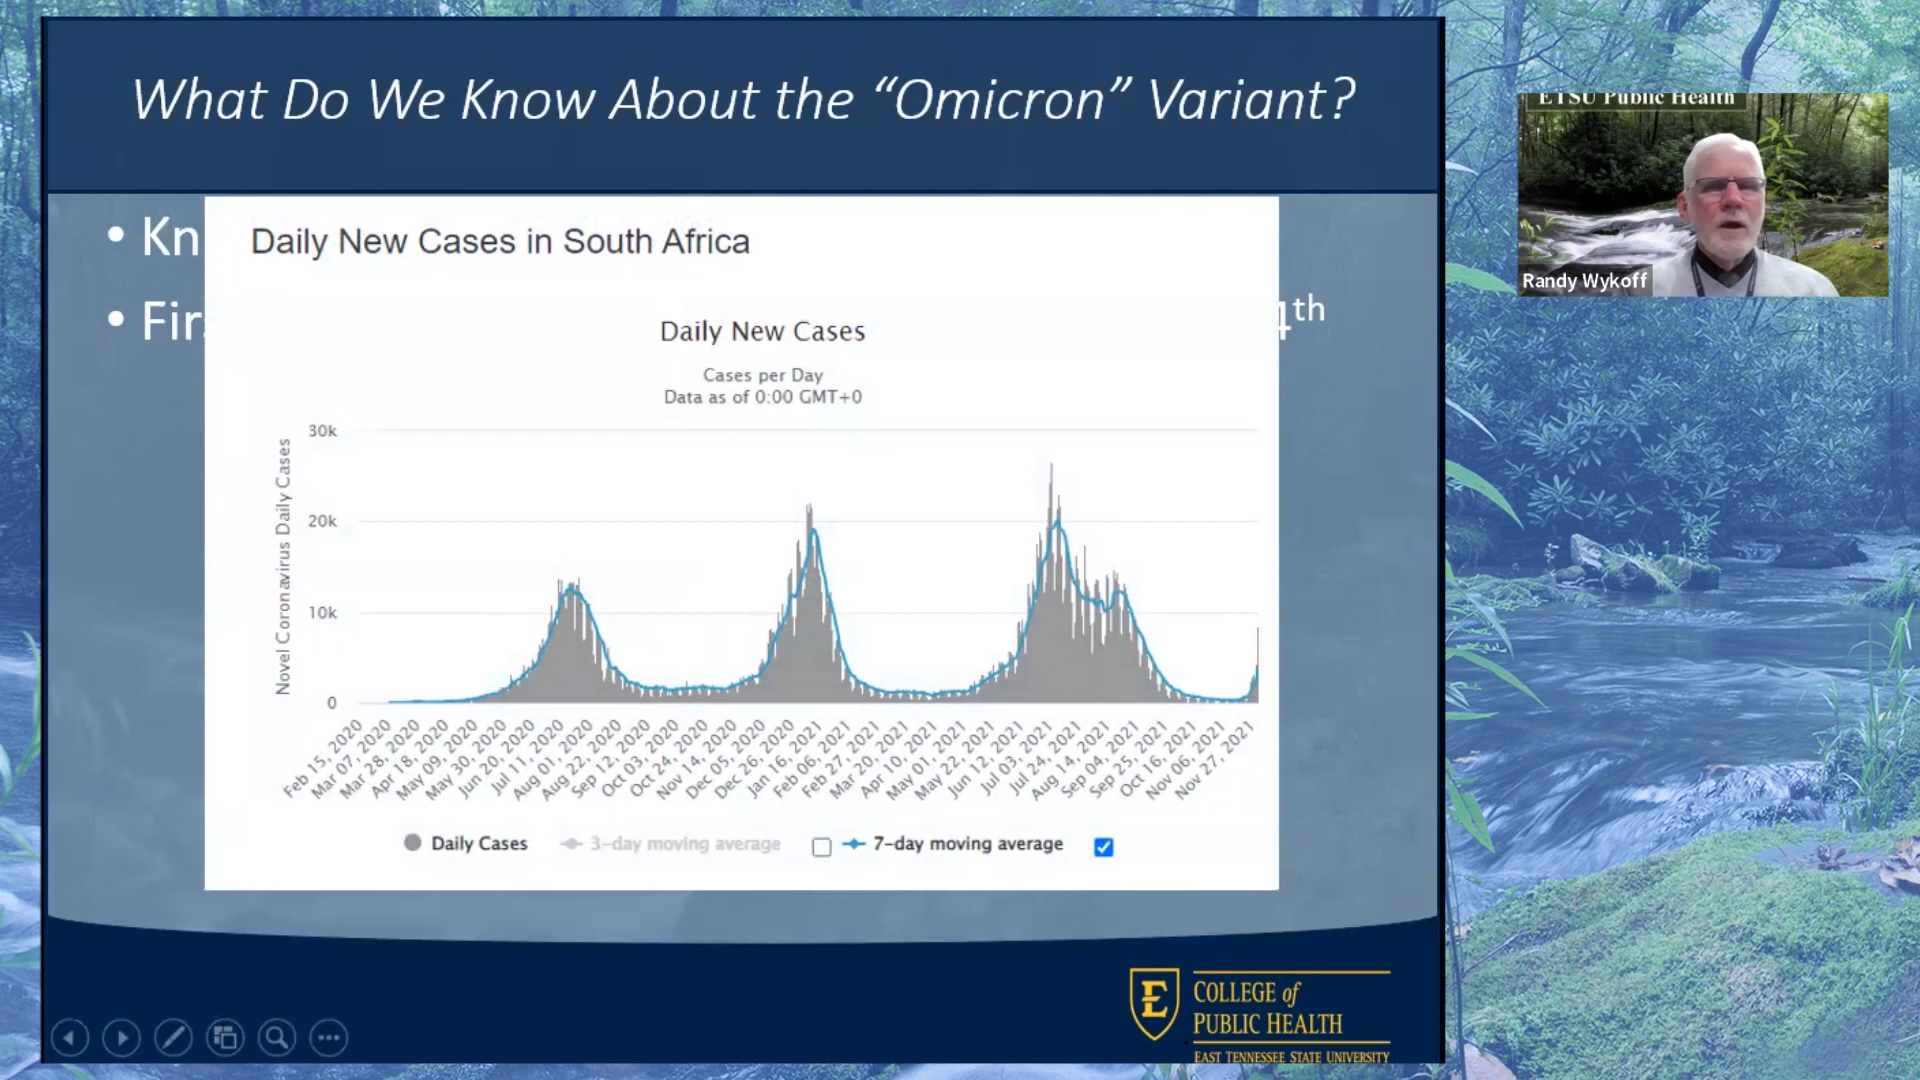 What Do We Know About the “Omicron” Variant?
ETSU Public Health
Randy Wykoff
• Kn
• Fir
4th
Daily New Cases in South Africa
Daily New Cases
Cases per Day
Data as of 0:00 GMT+0
Novel Coronavirus Daily Cases
30k
20k
10k
0
Feb 15, 2020
Mar 07, 2020
Mar 28, 2020
Apr 18, 2020
May 09, 2020
May 30, 2020
Jun 20, 2020
Jul 11, 2020
Aug 01, 2020
Aug 22, 2020
Sep 12, 2020
Oct 03, 2020
Oct 24, 2020
Nov 14, 2020
Dec 05, 2020
Dec 26, 2020
Jan 16, 2021
Feb 06, 2021
Feb 27, 2021
Mar 20, 2021
Apr 10, 2021
May 01, 2021
May 22, 2021
Jun 12, 2021
Jul 03, 2021
Jul 24, 2021
Aug 14, 2021
Sep 04, 2021
Sep 25, 2021
Oct 16, 2021
Nov 06, 2021
Nov 27, 2021
Daily Cases
3-day moving average
7-day moving average
E
COLLEGE of
PUBLIC HEALTH
EAST TENNESSEE STATE UNIVERSITY